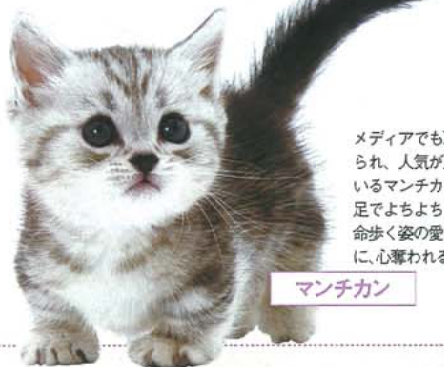 メディアでも
られ、人気が
いるマンチカ
足でよちよち
命歩く姿の愛
に、心奪われる
マンチカン